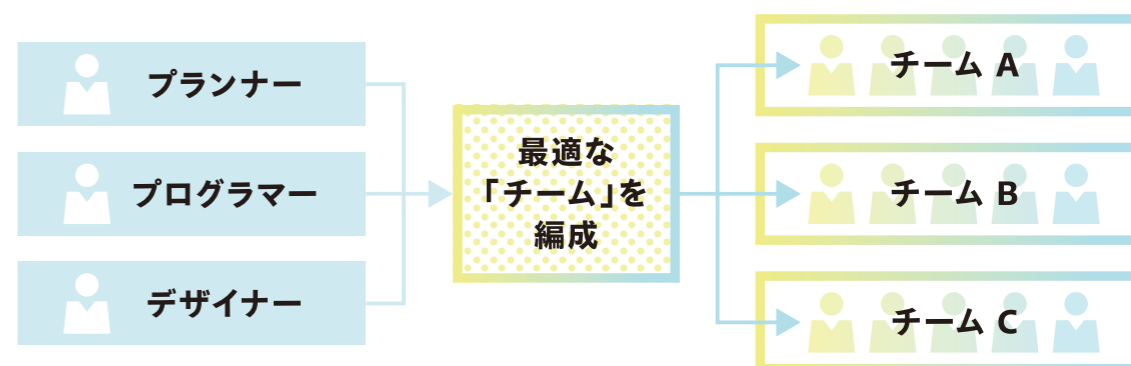 プランナー
プログラマー
デザイナー
最適な
「チーム」を
編成
チーム A
チーム B
チーム C